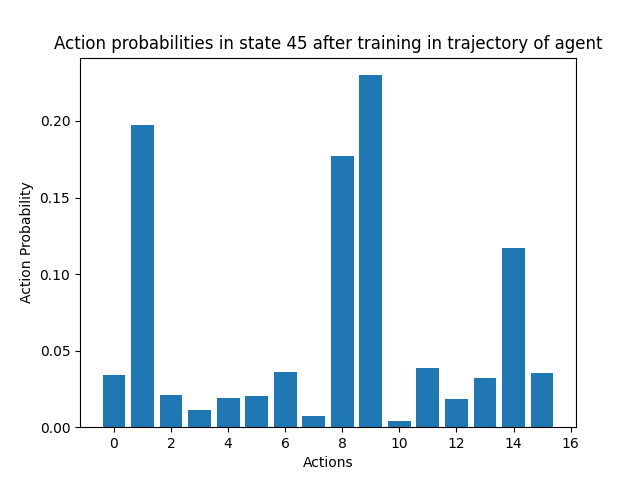 Action probabilities in state 45 after training in trajectory of agent
0.20
0.15
0.10
0.05
0.00
Action Probability
0 2 4 6 8 10 12 14 16
Actions